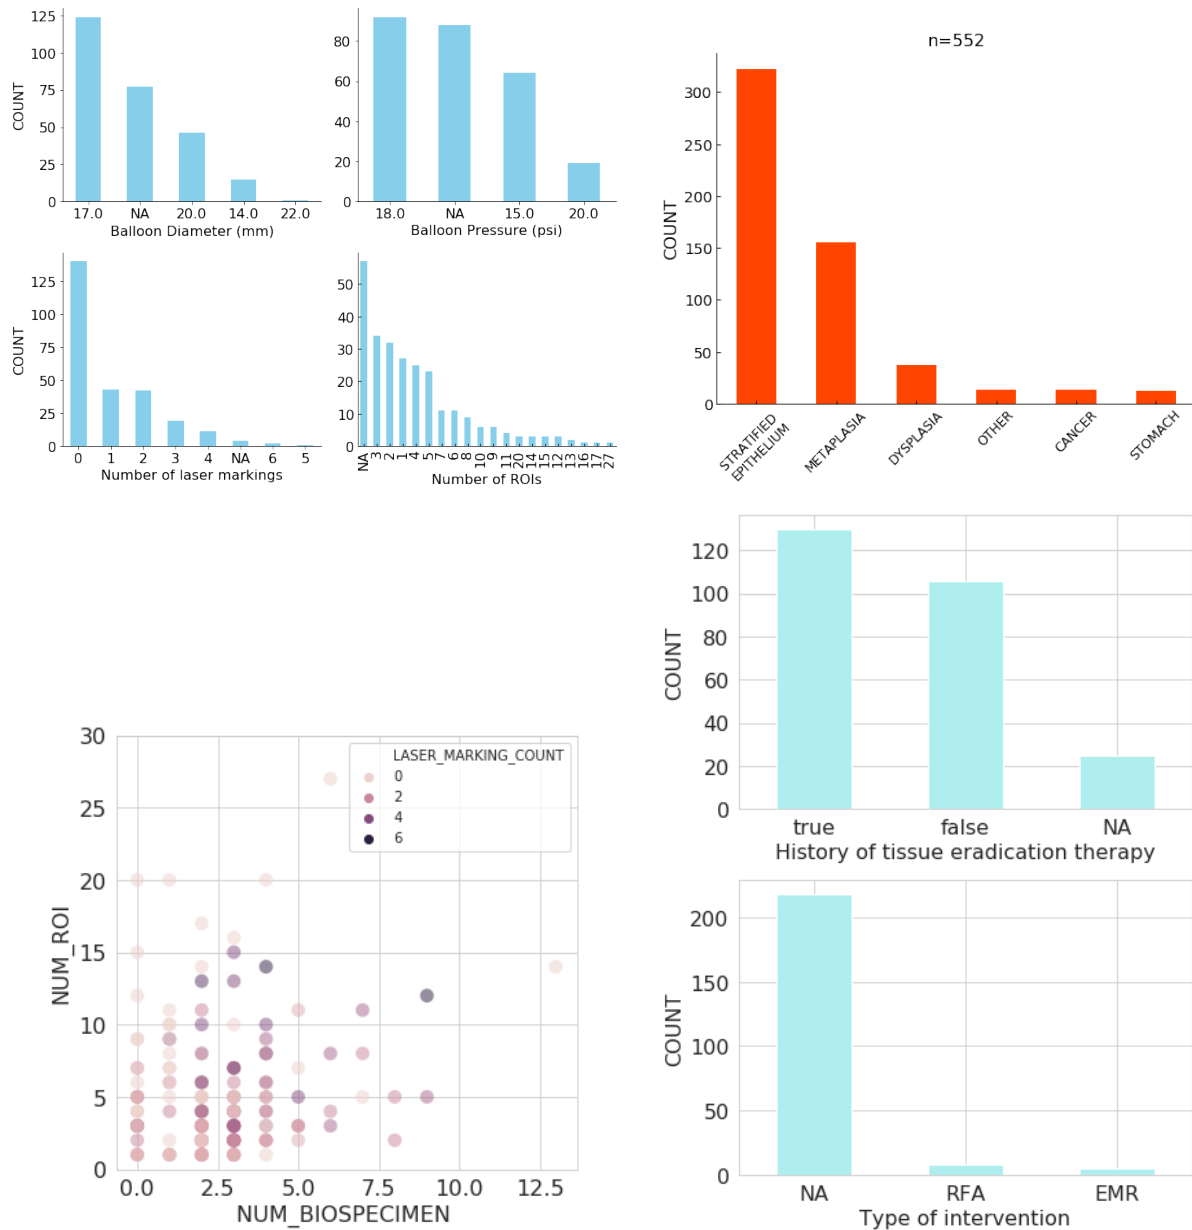 125
100
75
50
25
0
COUNT
17.0 NA 20.0 14.0 22.0
Balloon Diameter (mm)
80
60
40
20
0
18.0 NA 15.0 20.0
Balloon Pressure (psi)
125
100
75
50
25
0
COUNT
0 1 2 3 4 NA 6 5
Number of laser markings
50
40
30
20
10
0
NA 3 2 1 4 5 7 6 8 10 9 11 20 14 15 12 13 16 17 27
Number of ROIs
n=552
300
250
200
150
100
50
0
COUNT
STRATIFIED
EPITHELIUM
METAPLASIA
DYSPLASIA
OTHER
CANCER
STOMACH
120
100
80
60
40
20
0
COUNT
true false NA
History of tissue eradication therapy
30
25
20
15
10
5
0
NUM_ROI
LASER_MARKING_COUNT
0
2
4
6
0.0 2.5 5.0 7.5 10.0 12.5
NUM_BIOSPECIMEN
200
150
100
50
0
COUNT
NA RFA EMR
Type of intervention